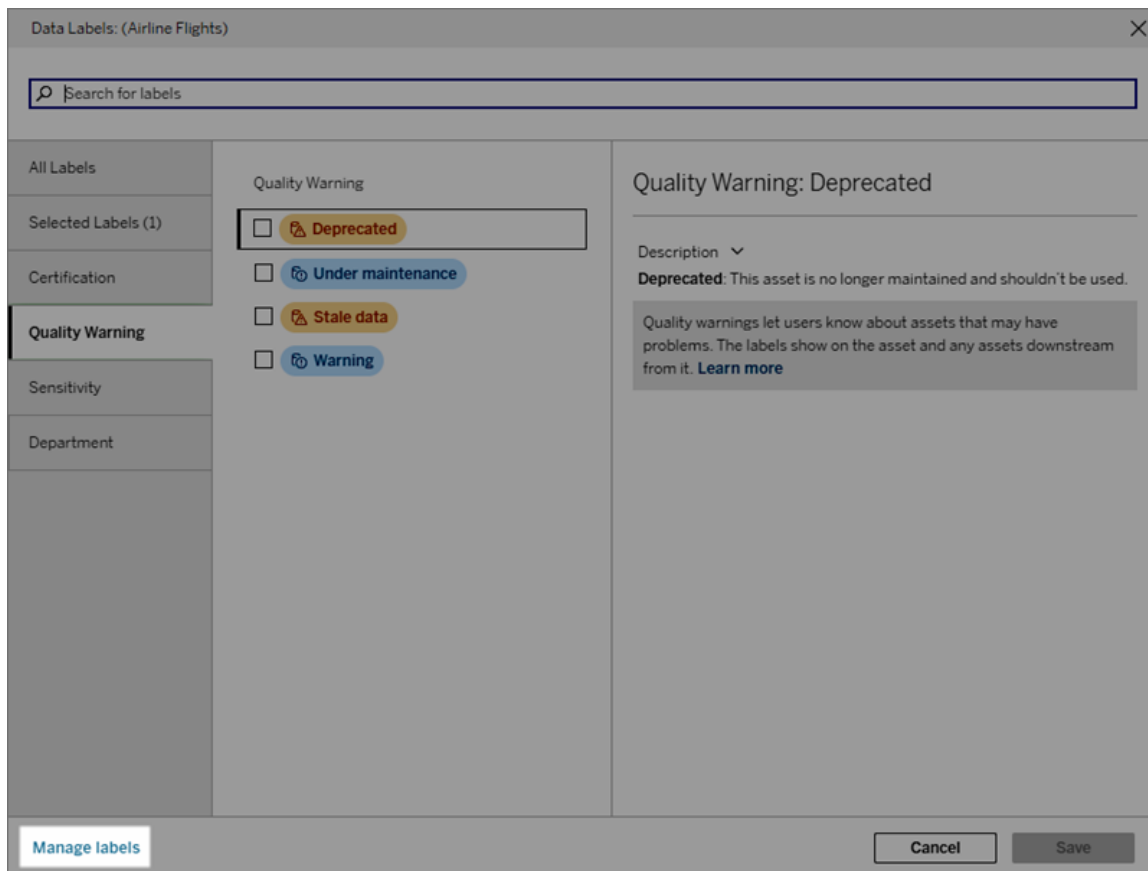 Data Labels: (Airline Flights)
Search for labels
All Labels
Selected Labels (1)
Certification
Quality Warning
Sensitivity
Department
Quality Warning
Deprecated
Under maintenance
Stale data
Warning
Quality Warning: Deprecated
Description
Deprecated: This asset is no longer maintained and shouldn't be used.
Quality warnings let users know about assets that may have
problems. The labels show on the asset and any assets downstream
from it. Learn more
Manage labels
Cancel
Save